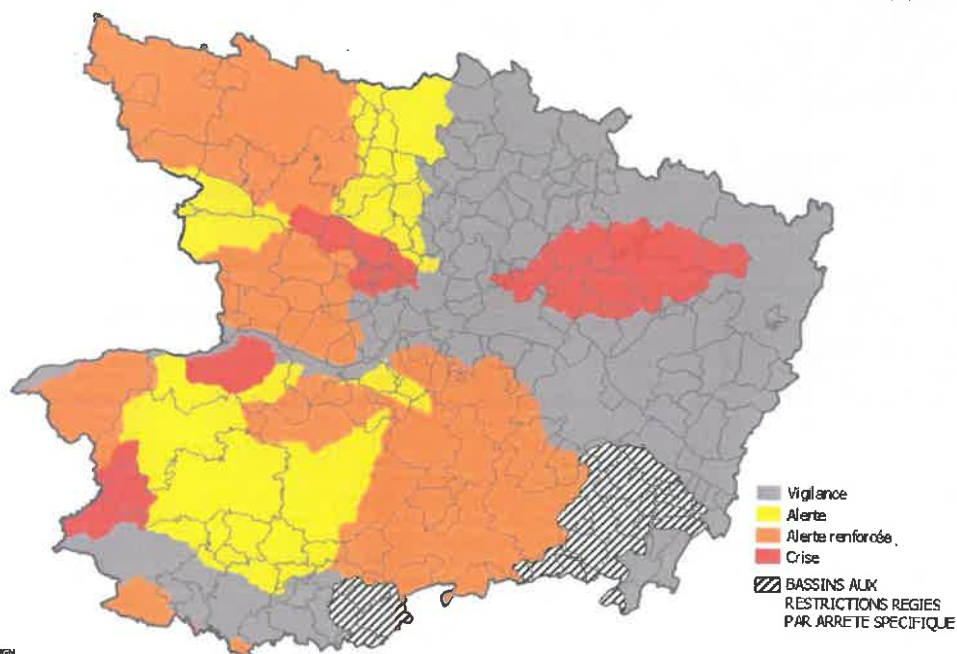 Vigilance
Alerte
Alerte renforcée
Crise
BASSINS AUX
RESTRICTIONS REGIES
PAR ARRETE SPECIFIQUE